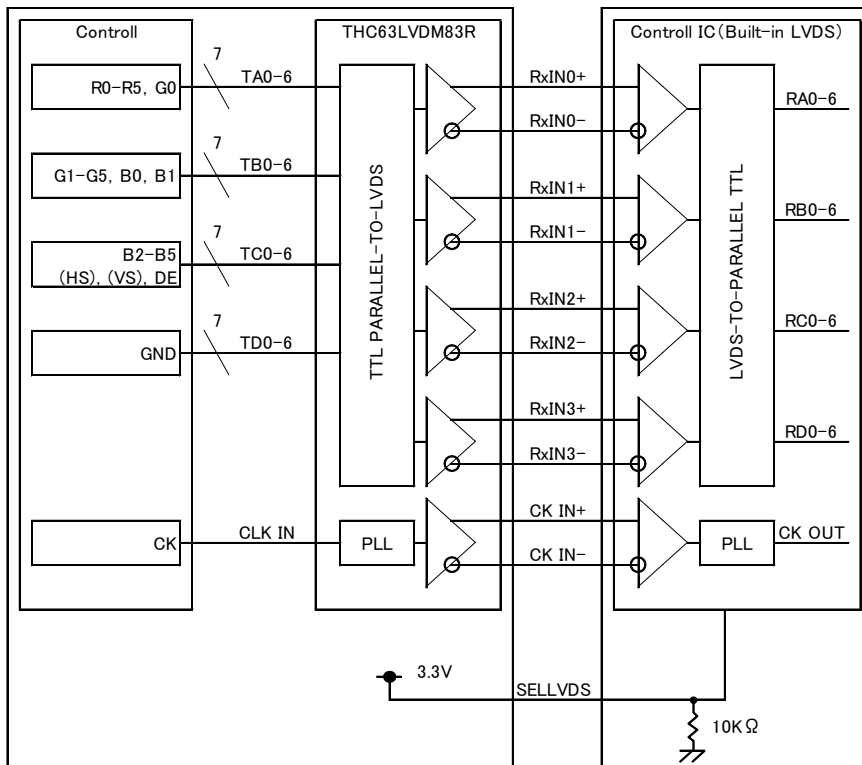 Controll
THC63LVDM83R
Controll IC(Built-in LVDS)
R0-R5, G0
7
TA0-6
RxIN0+
RxIN0-
RA0-6
G1-G5, B0, B1
7
TB0-6
RxIN1+
RxIN1-
RB0-6
B2-B5
(HS), (VS), DE
7
TC0-6
RxIN2+
RxIN2-
RC0-6
GND
7
TD0-6
RxIN3+
RxIN3-
RD0-6
TTL PARALLEL-TO-LVDS
LVDS-TO-PARALLEL TTL
CK
CLK IN
PLL
CK IN+
CK IN-
PLL
CK OUT
3.3V
SELLVDS
10KΩ